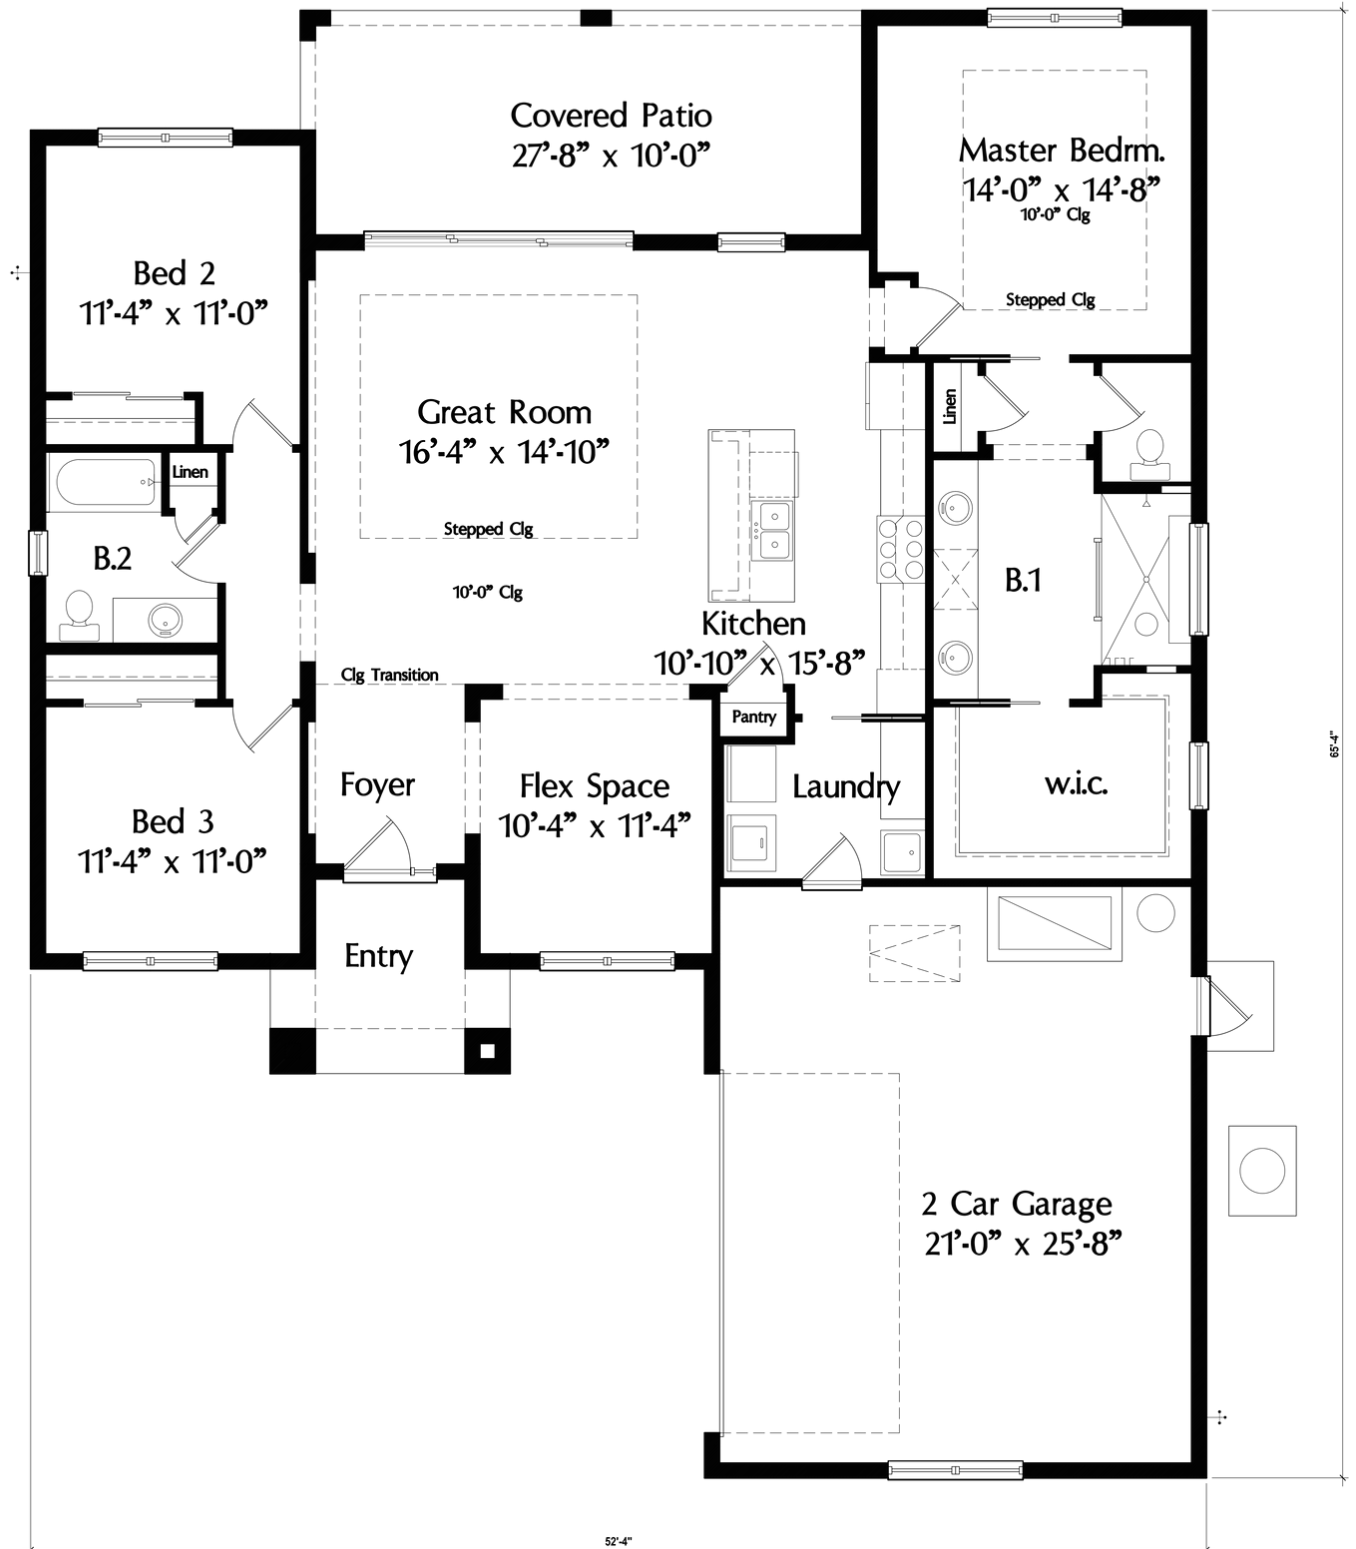 Covered Patio
27'-8" x 10'-0"
Master Bedrm.
14'-0" x 14'-8"
10'-0" Clg
Stepped Clg
Bed 2
11'-4" x 11'-0"
Great Room
16'-4" x 14'-10"
Stepped Clg
10'-0" Clg
Linen
Linen
B.2
B.1
Kitchen
10'-10" x 15'-8"
Clg Transition
Pantry
Foyer
Flex Space
10'-4" x 11'-4"
Laundry
w.i.c.
65'-4"
Bed 3
11'-4" x 11'-0"
Entry
2 Car Garage
21'-0" x 25'-8"
52'-4"